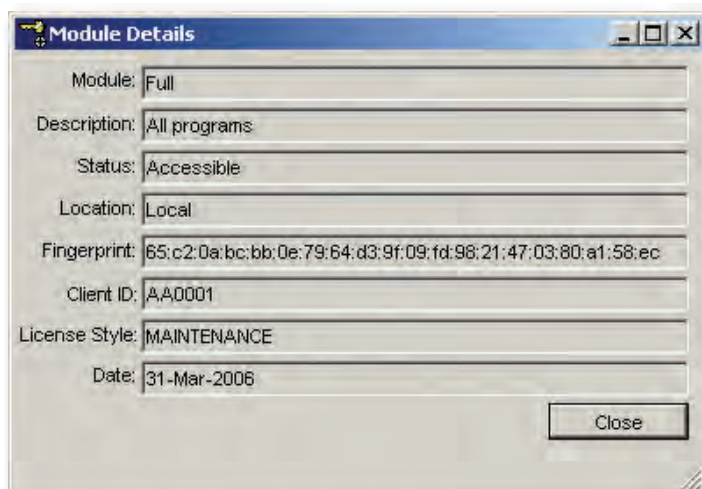 Module Details
Module: Full
Description: All programs
Status: Accessible
Location: Local
Fingerprint: 65:c2:0a:bc:bb:0e:79:64:d3:9f:09:fd:98:21:47:03:80:a1:58:ec
Client ID: AA0001
License Style: MAINTENANCE
Date: 31-Mar-2006
Close